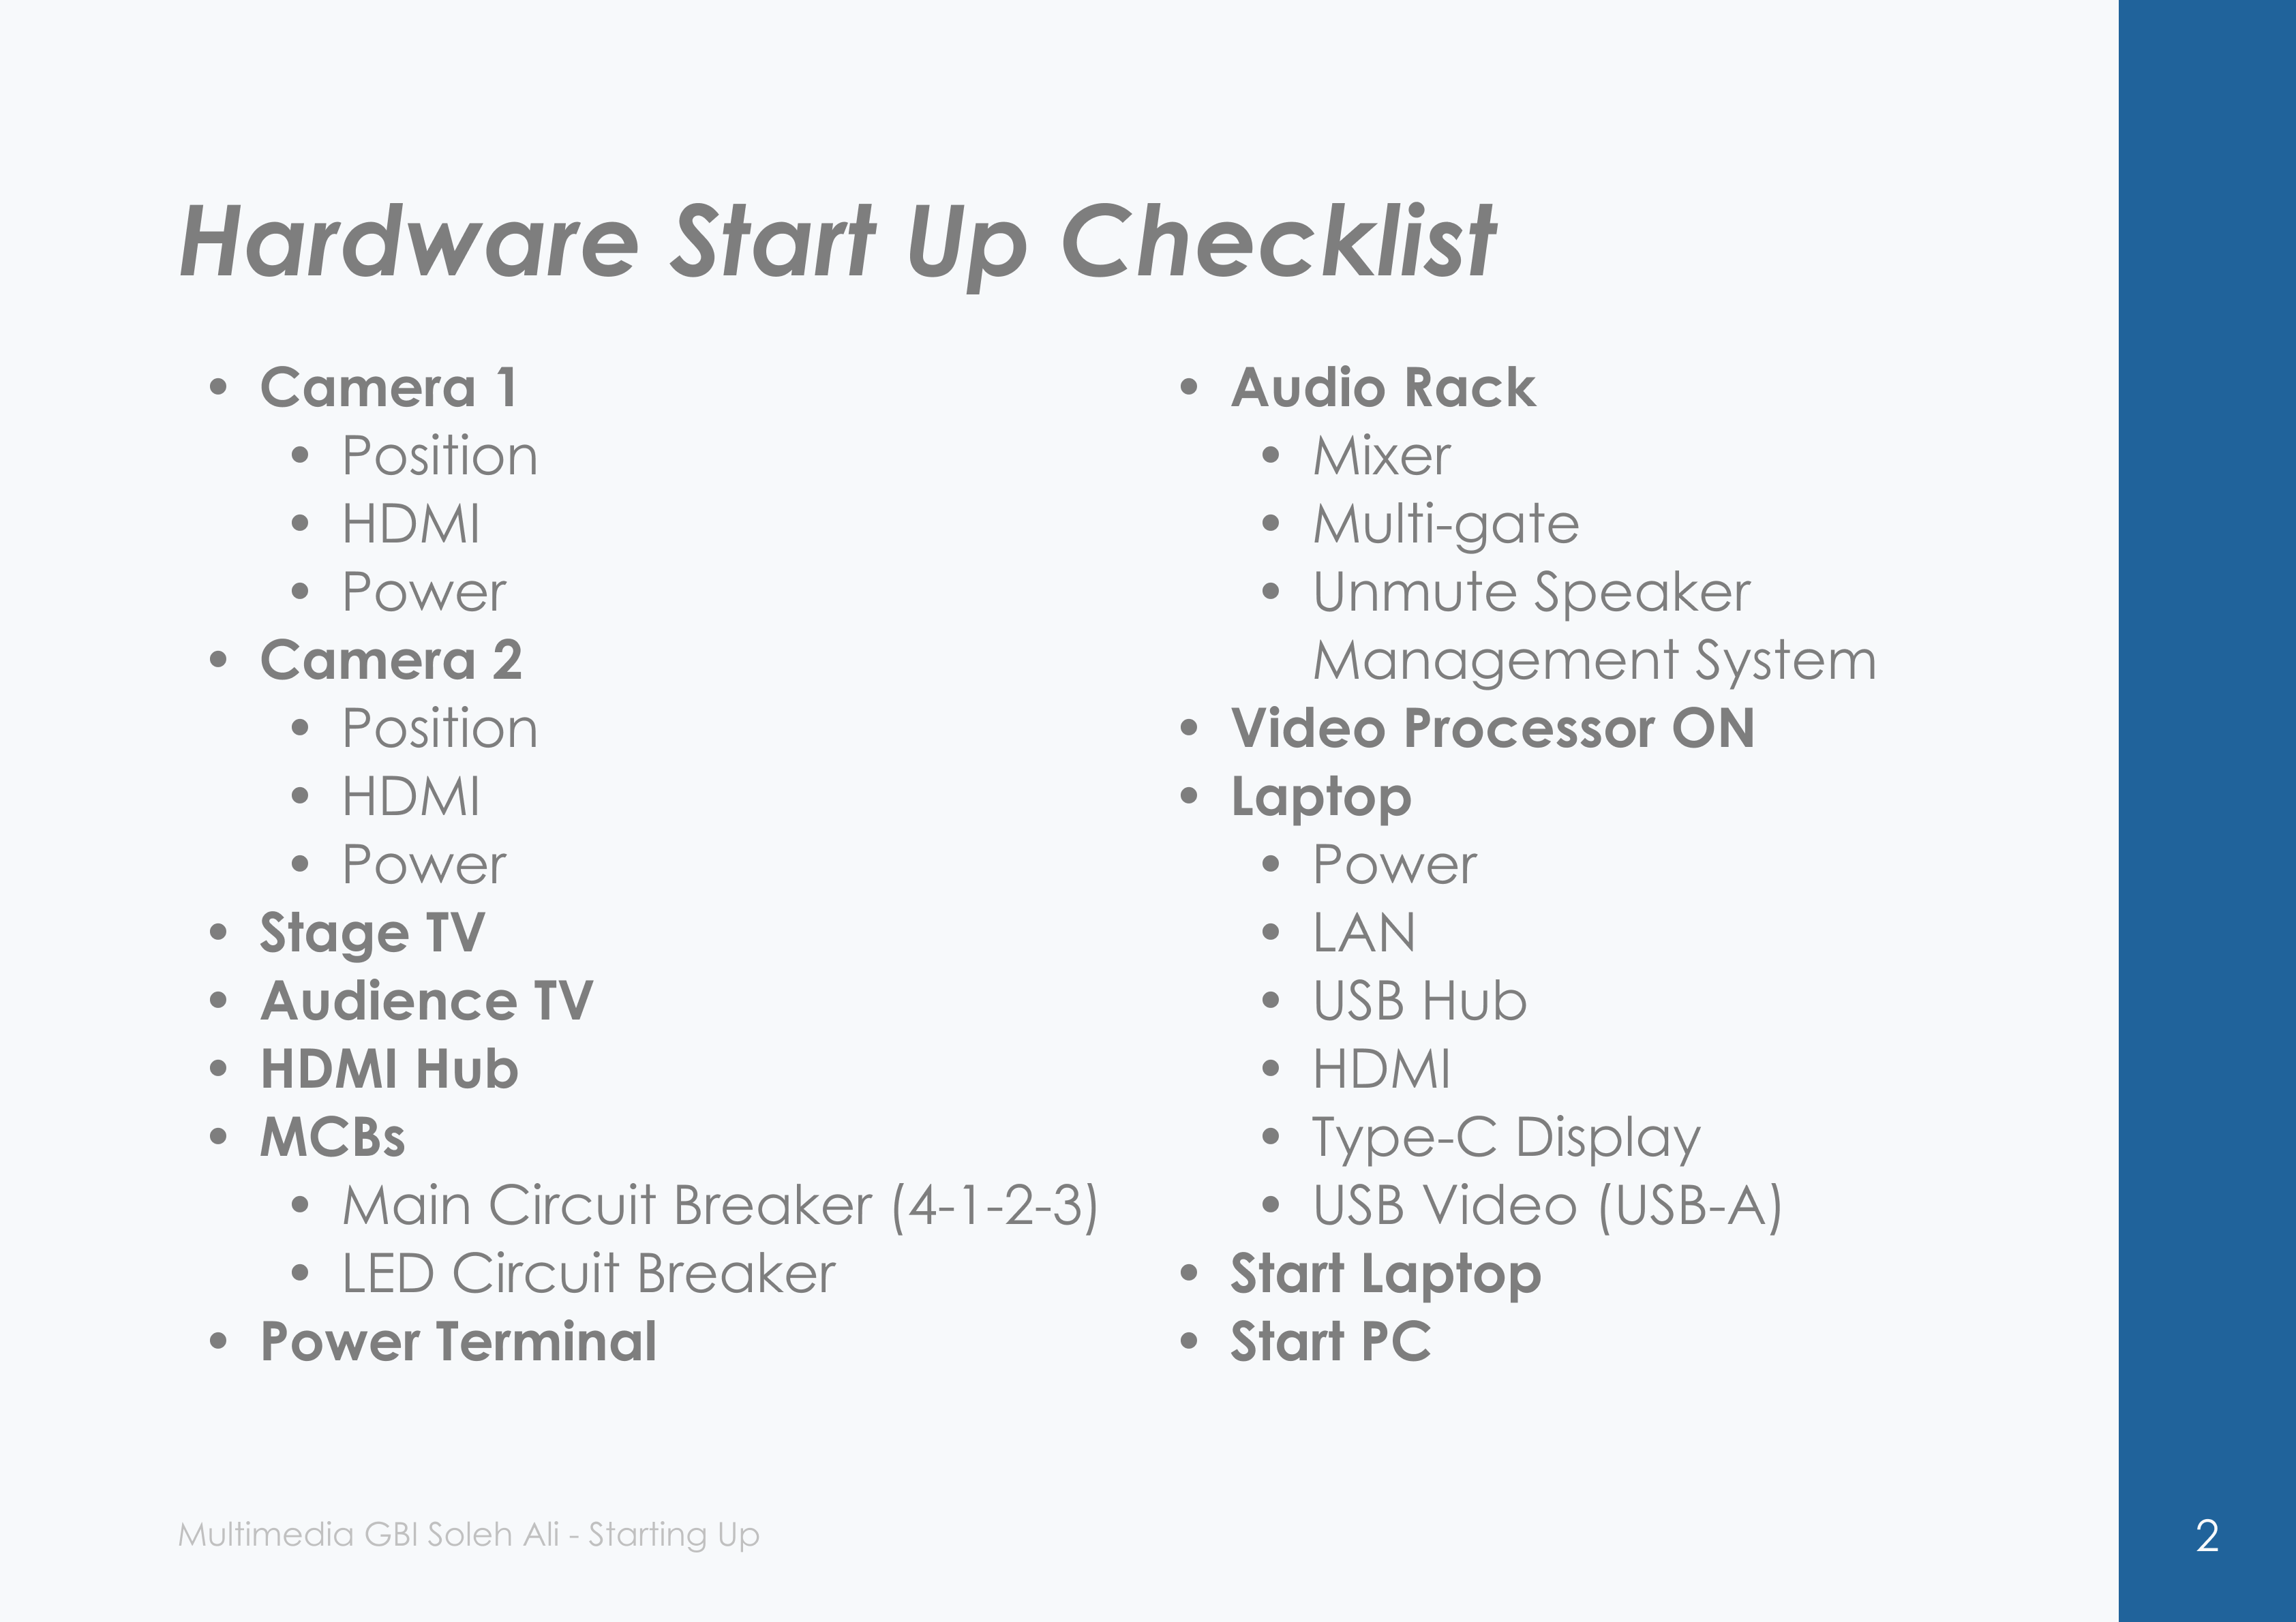 Hardware Start Up Checklist
• Camera 1
• Position
• HDMI
• Power
• Camera 2
• Position
• HDMI
• Power
• Stage TV
• Audience TV
• HDMI Hub
• MCBs
• Main Circuit Breaker (4-1-2-3)
• LED Circuit Breaker
• Power Terminal
• Audio Rack
• Mixer
• Multi-gate
• Unmute Speaker
Management System
• Video Processor ON
• Laptop
• Power
• LAN
• USB Hub
• HDMI
• Type-C Display
• USB Video (USB-A)
• Start Laptop
• Start PC
Multimedia GBI Soleh Ali - Starting Up
2